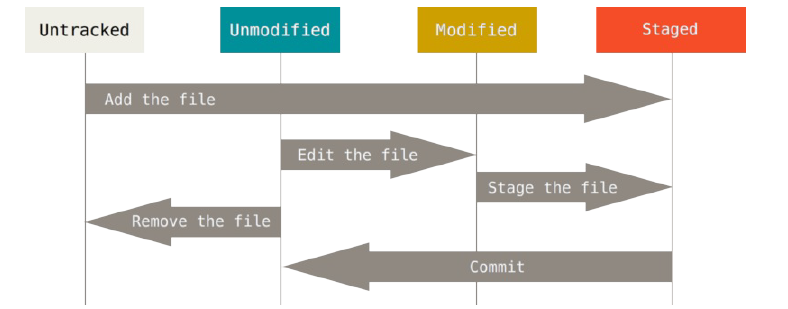 Untracked
Unmodified
Modified
Staged
Add the file
Edit the file
Stage the file
Remove the file
Commit